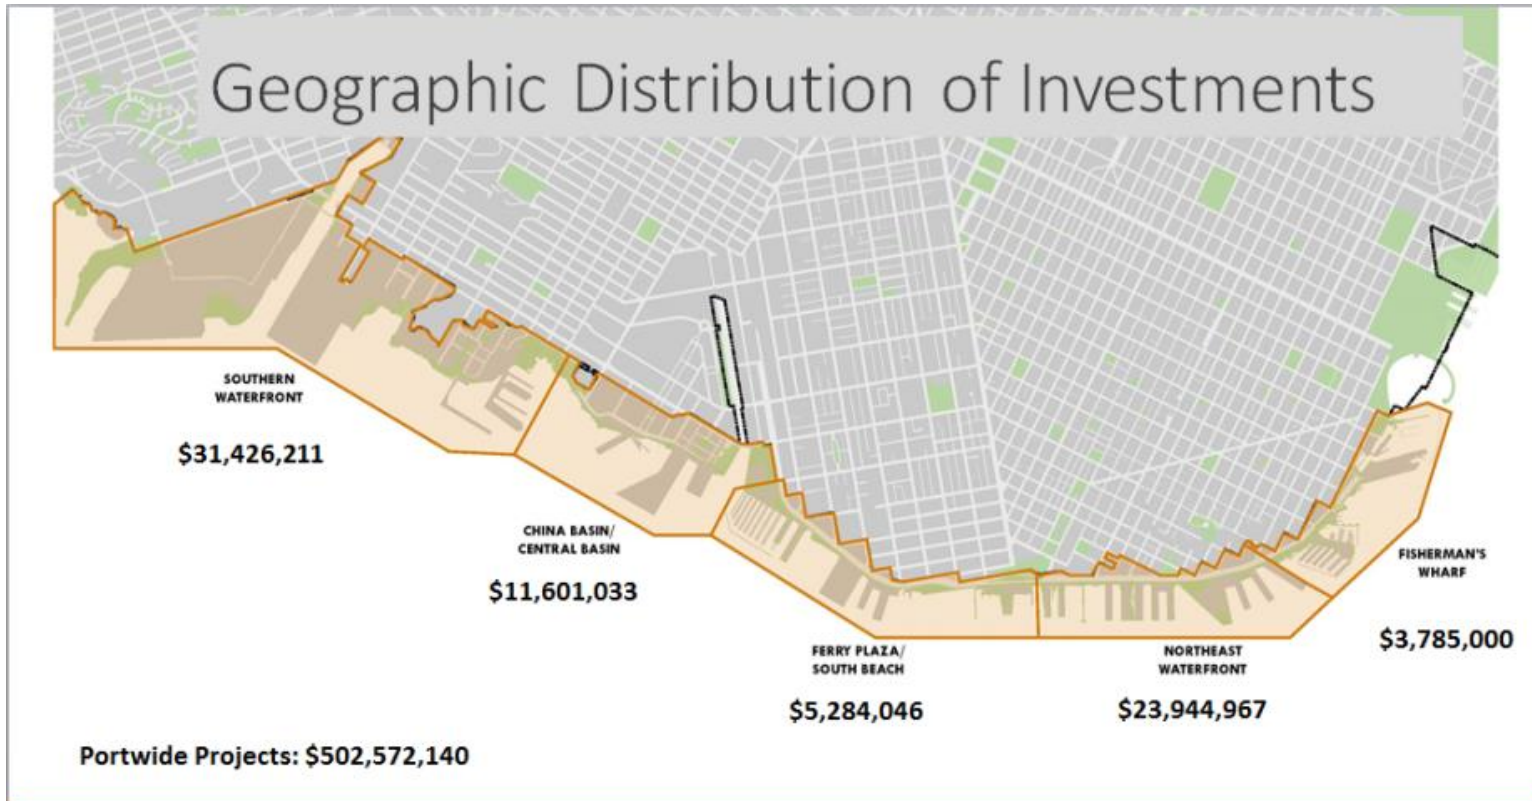 Geographic Distribution of Investments
SOUTHERN
WATERFRONT
$31,426,211
CHINA BASIN/
CENTRAL BASIN
$11,601,033
FERRY PLAZA/
SOUTH BEACH
$5,284,046
NORTHEAST
WATERFRONT
$23,944,967
FISHERMAN'S
WHARF
$3,785,000
Portwide Projects: $502,572,140